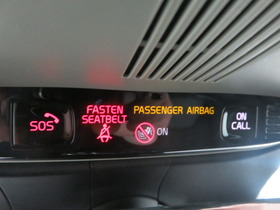 SOS
FASTEN
SEATBELT
PASSENGER AIRBAG
ON
ON
CALL